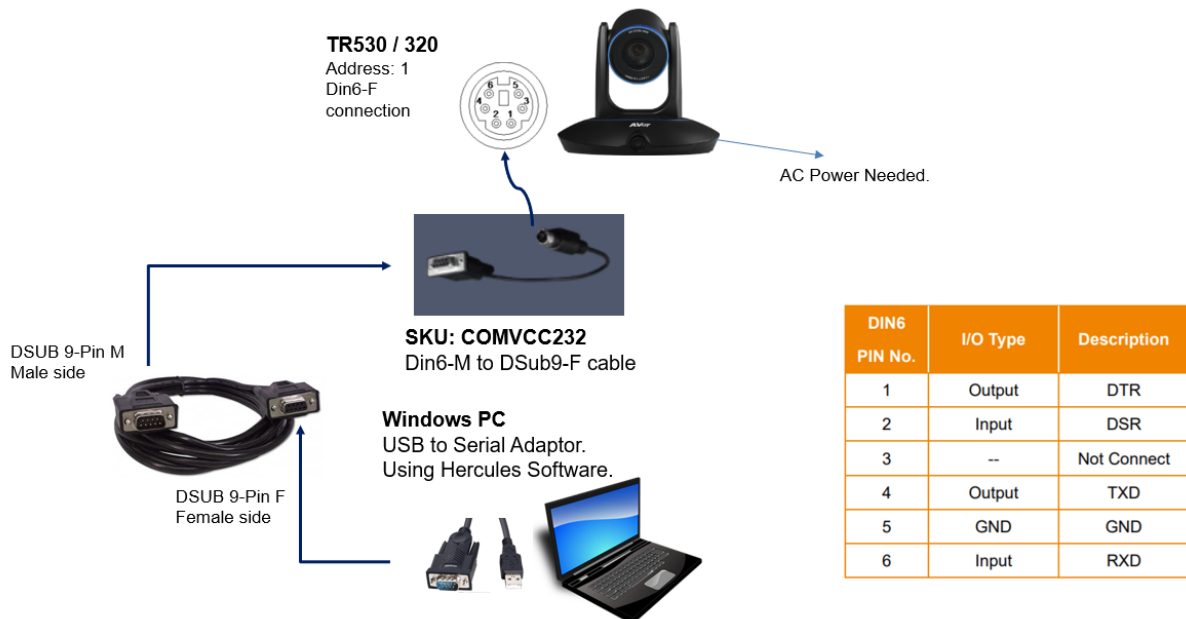 TR530 / 320
Address: 1
Din6-F
connection
6
5
4
3
2
1
AVer
AC Power Needed.
SKU: COMVCC232
Din6-M to DSub9-F cable
DSUB 9-Pin M
Male side
Windows PC
USB to Serial Adaptor.
Using Hercules Software.
DSUB 9-Pin F
Female side
DIN6 PIN No. I/O Type Description
1 Output DTR
2 Input DSR
3 -- Not Connect
4 Output TXD
5 GND GND
6 Input RXD